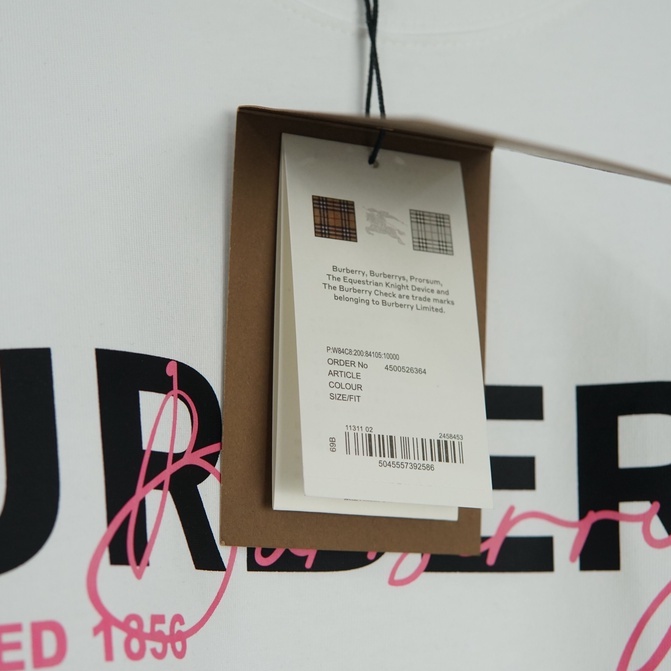 Burberry, Burberrys, Prorsum,
The Equestrian Knight Device and
The Burberry Check are trade marks
belonging to Burberry Limited.
P:W84C8:200:84105:10000
ORDER No 4500526364
ARTICLE
COLOUR
SIZE/FIT
11311 02 2458453
69B
5045557392586
URBER
Burberry
ED 1856